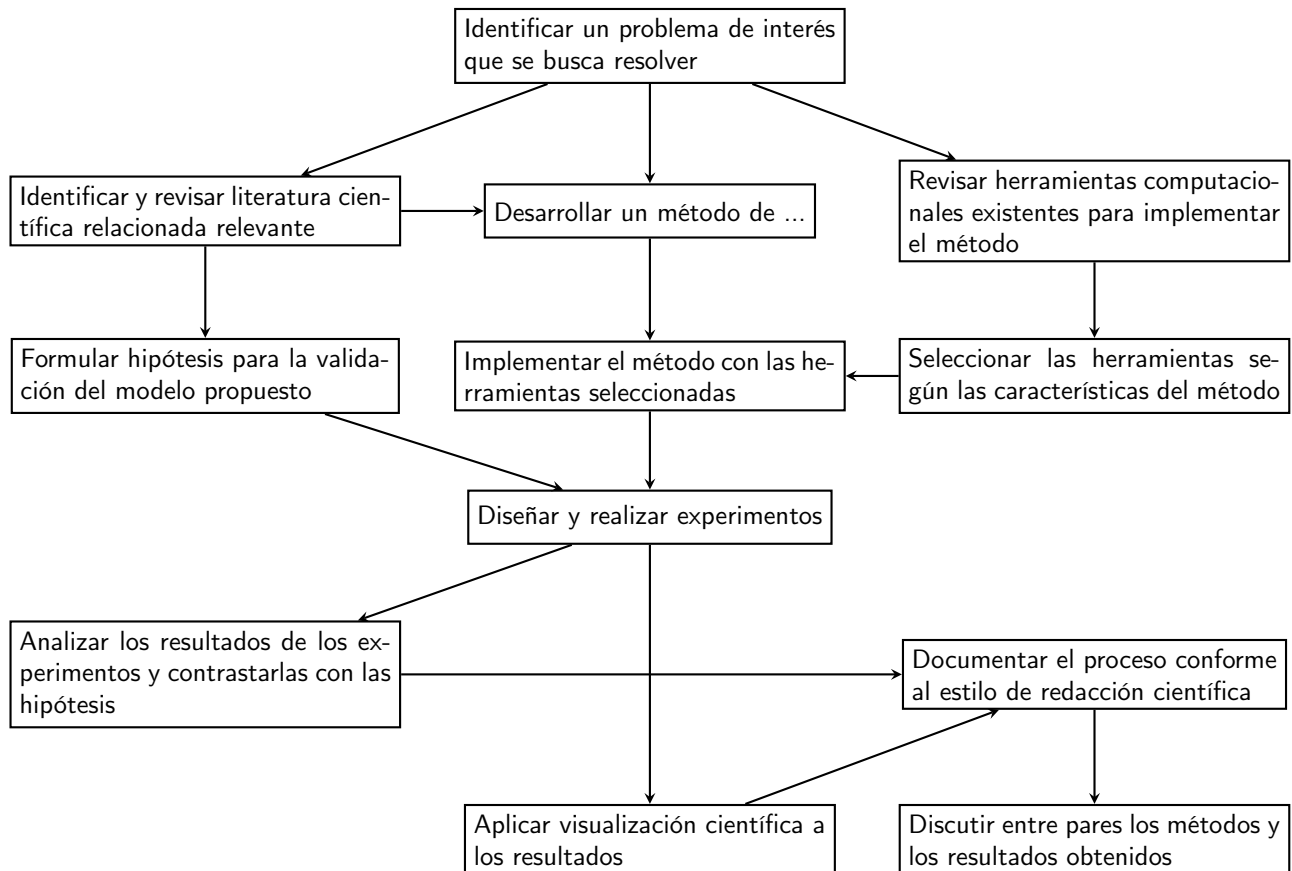 Identificar un problema de interés
que se busca resolver
Identificar y revisar literatura cien-
tífica relacionada relevante
Desarrollar un método de ...
Revisar herramientas computacio-
nales existentes para implementar
el método
Formular hipótesis para la valida-
ción del modelo propuesto
Implementar el método con las he-
rramientas seleccionadas
Seleccionar las herramientas se-
gún las características del método
Diseñar y realizar experimentos
Analizar los resultados de los ex-
perimentos y contrastarlas con las
hipótesis
Documentar el proceso conforme
al estilo de redacción científica
Aplicar visualización científica a
los resultados
Discutir entre pares los métodos y
los resultados obtenidos